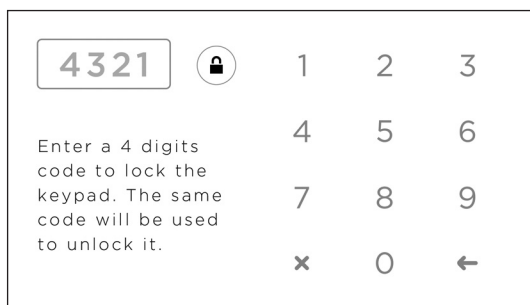 4321
Enter a 4 digits
code to lock the
keypad. The same
code will be used
to unlock it.
1 2 3
4 5 6
7 8 9
× 0 ←